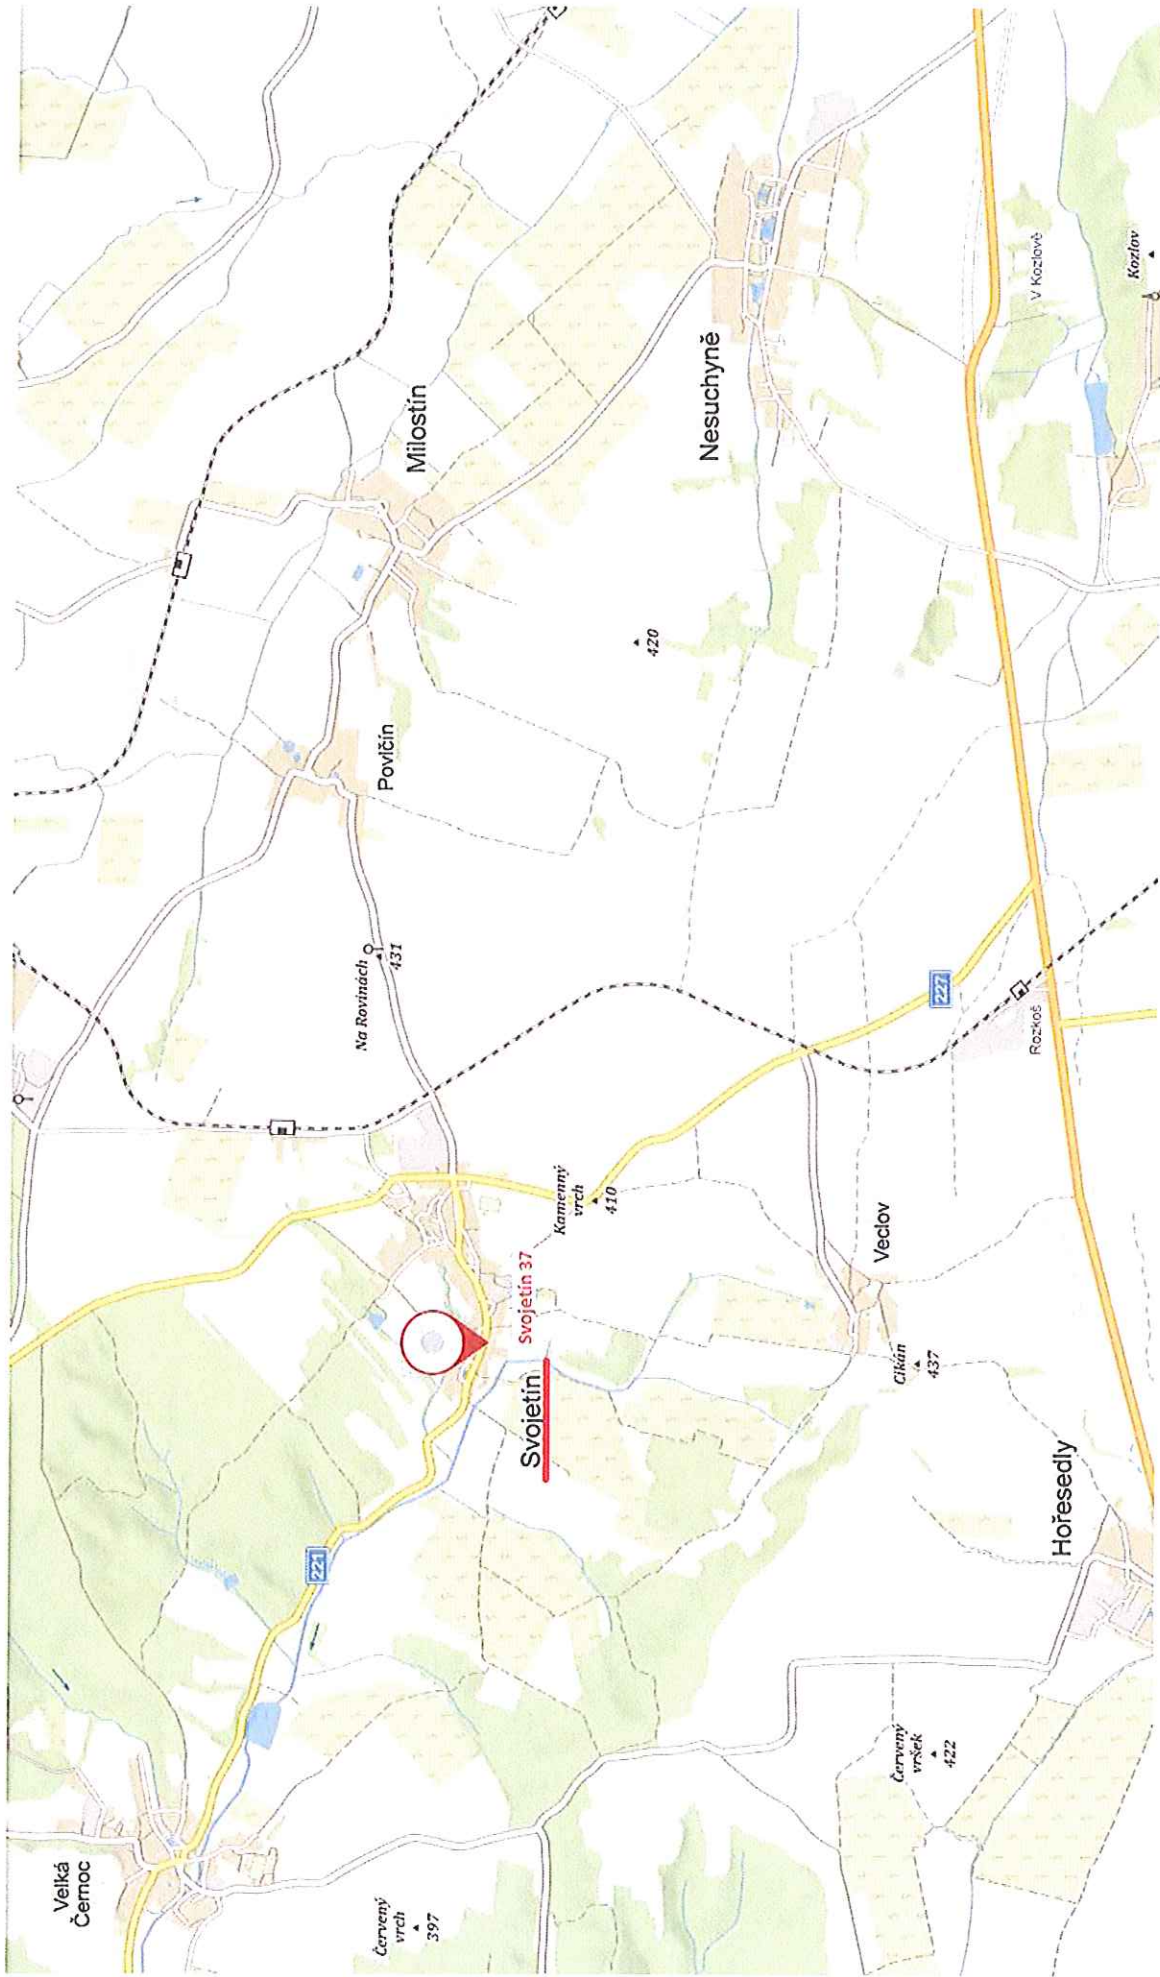 Velká
Černoc
221
Na Rovinách
431
Povlčín
Milostín
Červený
vrch
397
Svojetín
Svojetín 37
Kamenný
vrch
410
420
Nesuchyně
Veclov
Cikán
437
Červený
vršek
422
227
Rozkoš
V Kozlově
Hořesedly
Kozlov